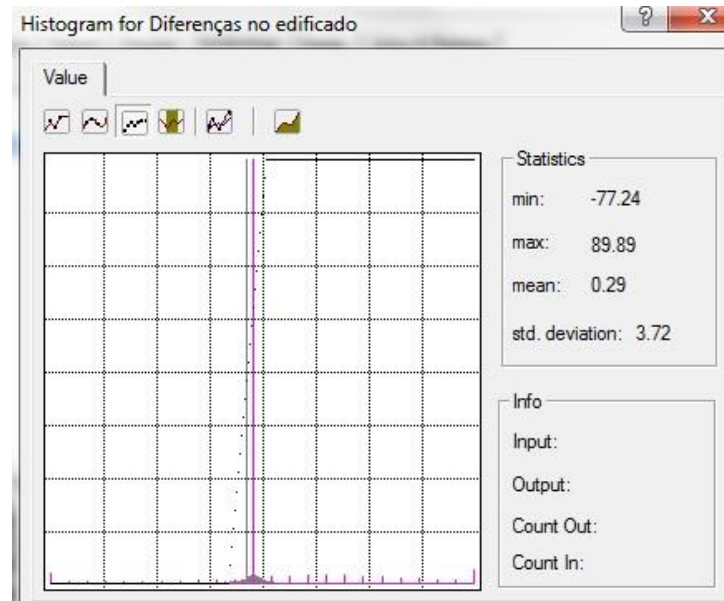 Histogram for Diferenças no edificado
Value
Statistics
min: -77.24
max: 89.89
mean: 0.29
std. deviation: 3.72
Info
Input:
Output:
Count Out:
Count In: